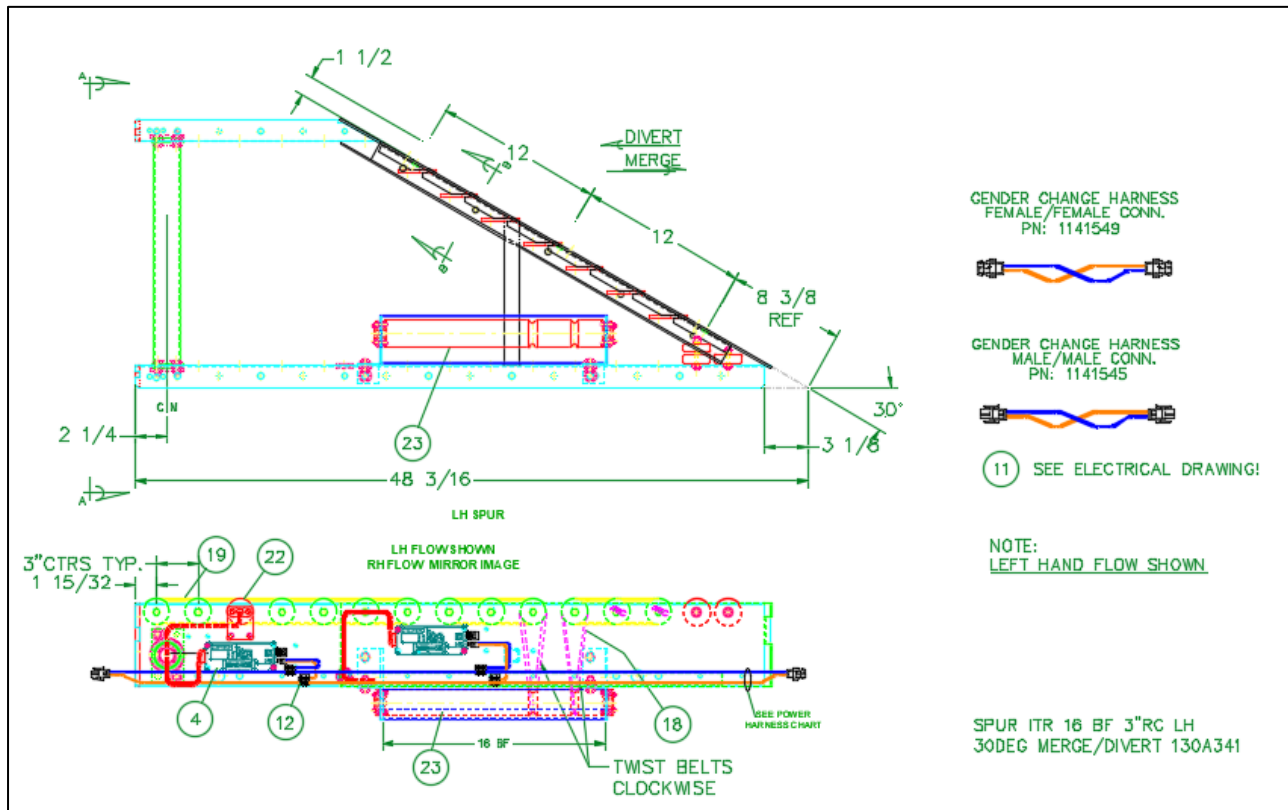 1 1/2
A
12
DIVERT
MERGE
B
B
12
8 3/8
REF
30°
3 1/8
23
C N
2 1/4
48 3/16
A
GENDER CHANGE HARNESS
FEMALE/FEMALE CONN.
PN: 1141549
GENDER CHANGE HARNESS
MALE/MALE CONN.
PN: 1141545
11 SEE ELECTRICAL DRAWING!
NOTE:
LEFT HAND FLOW SHOWN
LH SPUR
LH FLOW SHOWN
RH FLOW MIRROR IMAGE
3"CTRS TYP.
1 15/32
19
22
4
12
23
16 BF
18
SEE POWER
HARNESS CHART
TWIST BELTS
CLOCKWISE
SPUR ITR 16 BF 3"RC LH
30DEG MERGE/DIVERT 130A341